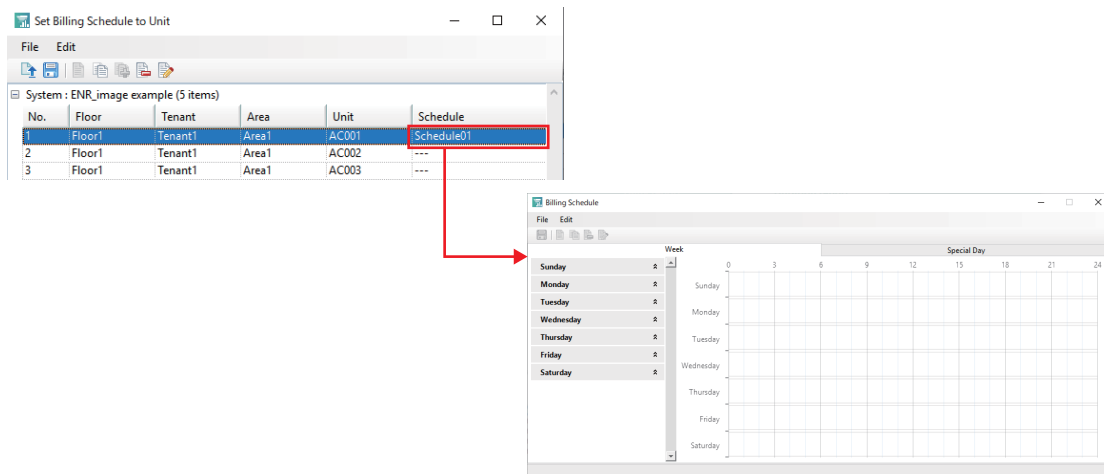 Set Billing Schedule to Unit
File Edit
System : ENR_image example (5 items)
No. Floor Tenant Area Unit Schedule
1 Floor1 Tenant1 Area1 AC001 Schedule01
2 Floor1 Tenant1 Area1 AC002 ---
3 Floor1 Tenant1 Area1 AC003 ---
Billing Schedule
File Edit
Week Special Day
0 3 6 9 12 15 18 21 24
Sunday
Monday
Tuesday
Wednesday
Thursday
Friday
Saturday
Sunday
Monday
Tuesday
Wednesday
Thursday
Friday
Saturday